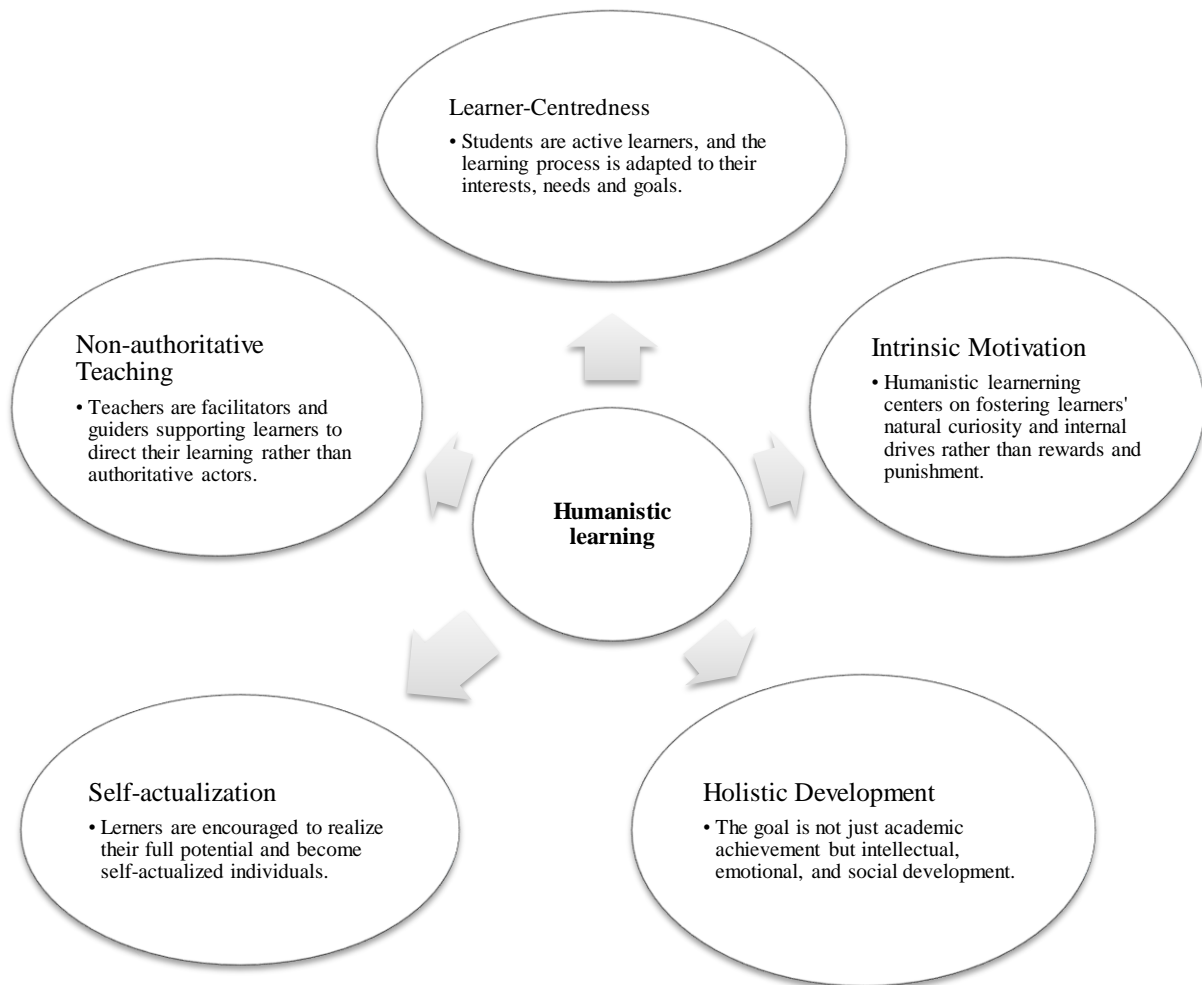 Learner-Centredness
• Students are active learners, and the
learning process is adapted to their
interests, needs and goals.
Non-authoritative
Teaching
• Teachers are facilitators and
guiders supporting learners to
direct their learning rather than
authoritative actors.
Intrinsic Motivation
• Humanistic learnerning
centers on fostering learners'
natural curiosity and internal
drives rather than rewards and
punishment.
Humanistic
learning
Self-actualization
• Lerners are encouraged to realize
their full potential and become
self-actualized individuals.
Holistic Development
• The goal is not just academic
achievement but intellectual,
emotional, and social development.